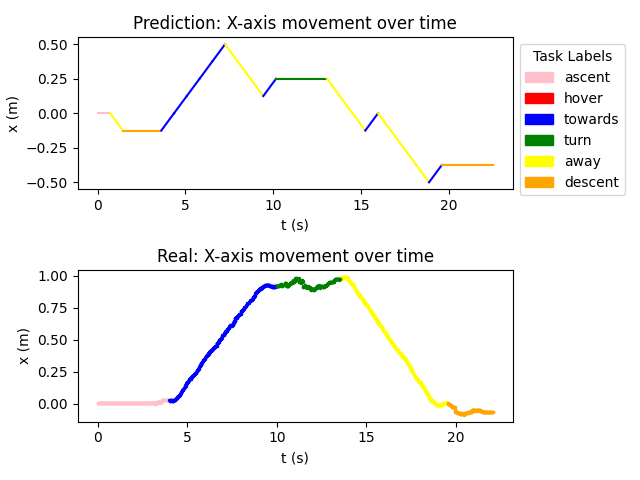 Prediction: X-axis movement over time
0.50
0.25
0.00
−0.25
−0.50
x (m)
0 5 10 15 20
t (s)
Task Labels
ascent
hover
towards
turn
away
descent
Real: X-axis movement over time
1.00
0.75
0.50
0.25
0.00
x (m)
0 5 10 15 20
t (s)